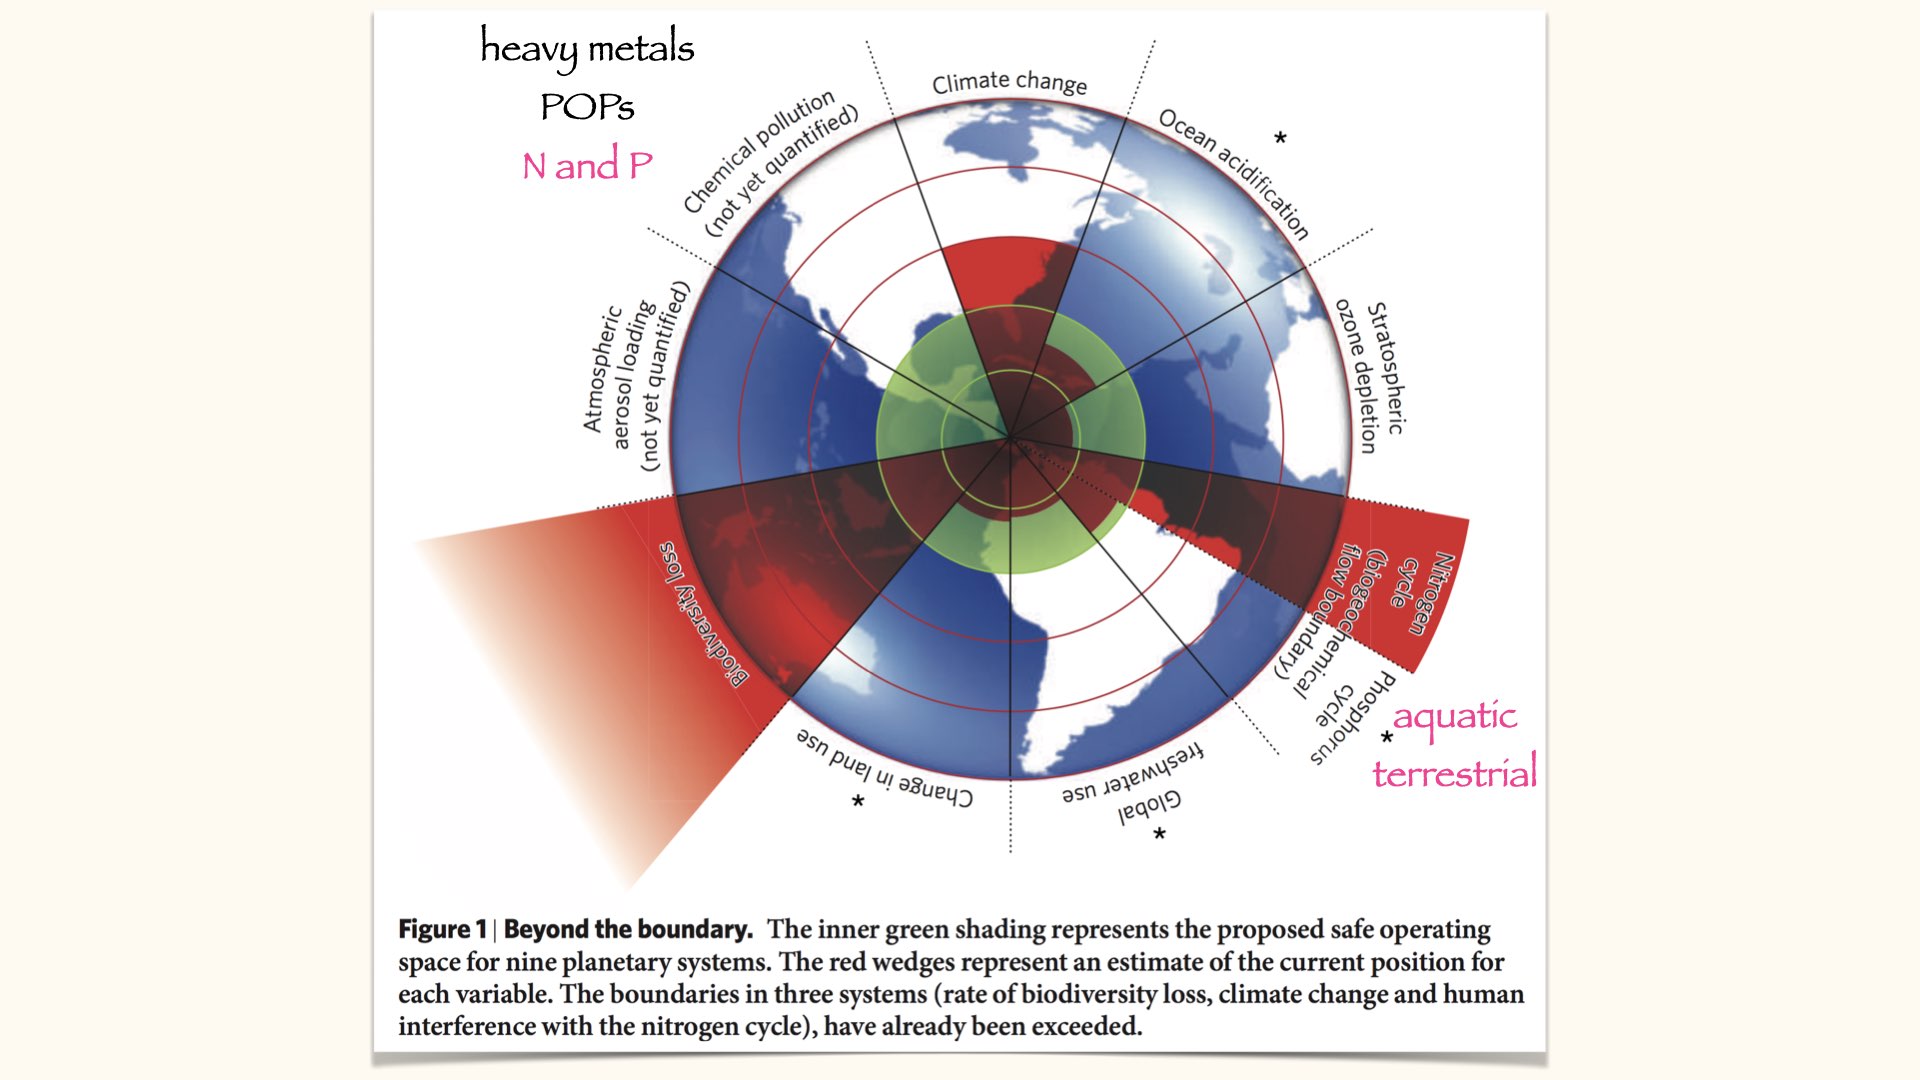 heavy metals
POPs
N and P
Climate change
Ocean acidification
*
Stratospheric
ozone depletion
Nitrogen
cycle
(biogeochemical
flow boundary)
Phosphorus
cycle
*
aquatic
terrestrial
Global
freshwater use
*
Change in land use
*
Biodiversity loss
Atmospheric
aerosol loading
(not yet quantified)
Chemical pollution
(not yet quantified)
Figure 1 | Beyond the boundary. The inner green shading represents the proposed safe operating
space for nine planetary systems. The red wedges represent an estimate of the current position for
each variable. The boundaries in three systems (rate of biodiversity loss, climate change and human
interference with the nitrogen cycle), have already been exceeded.